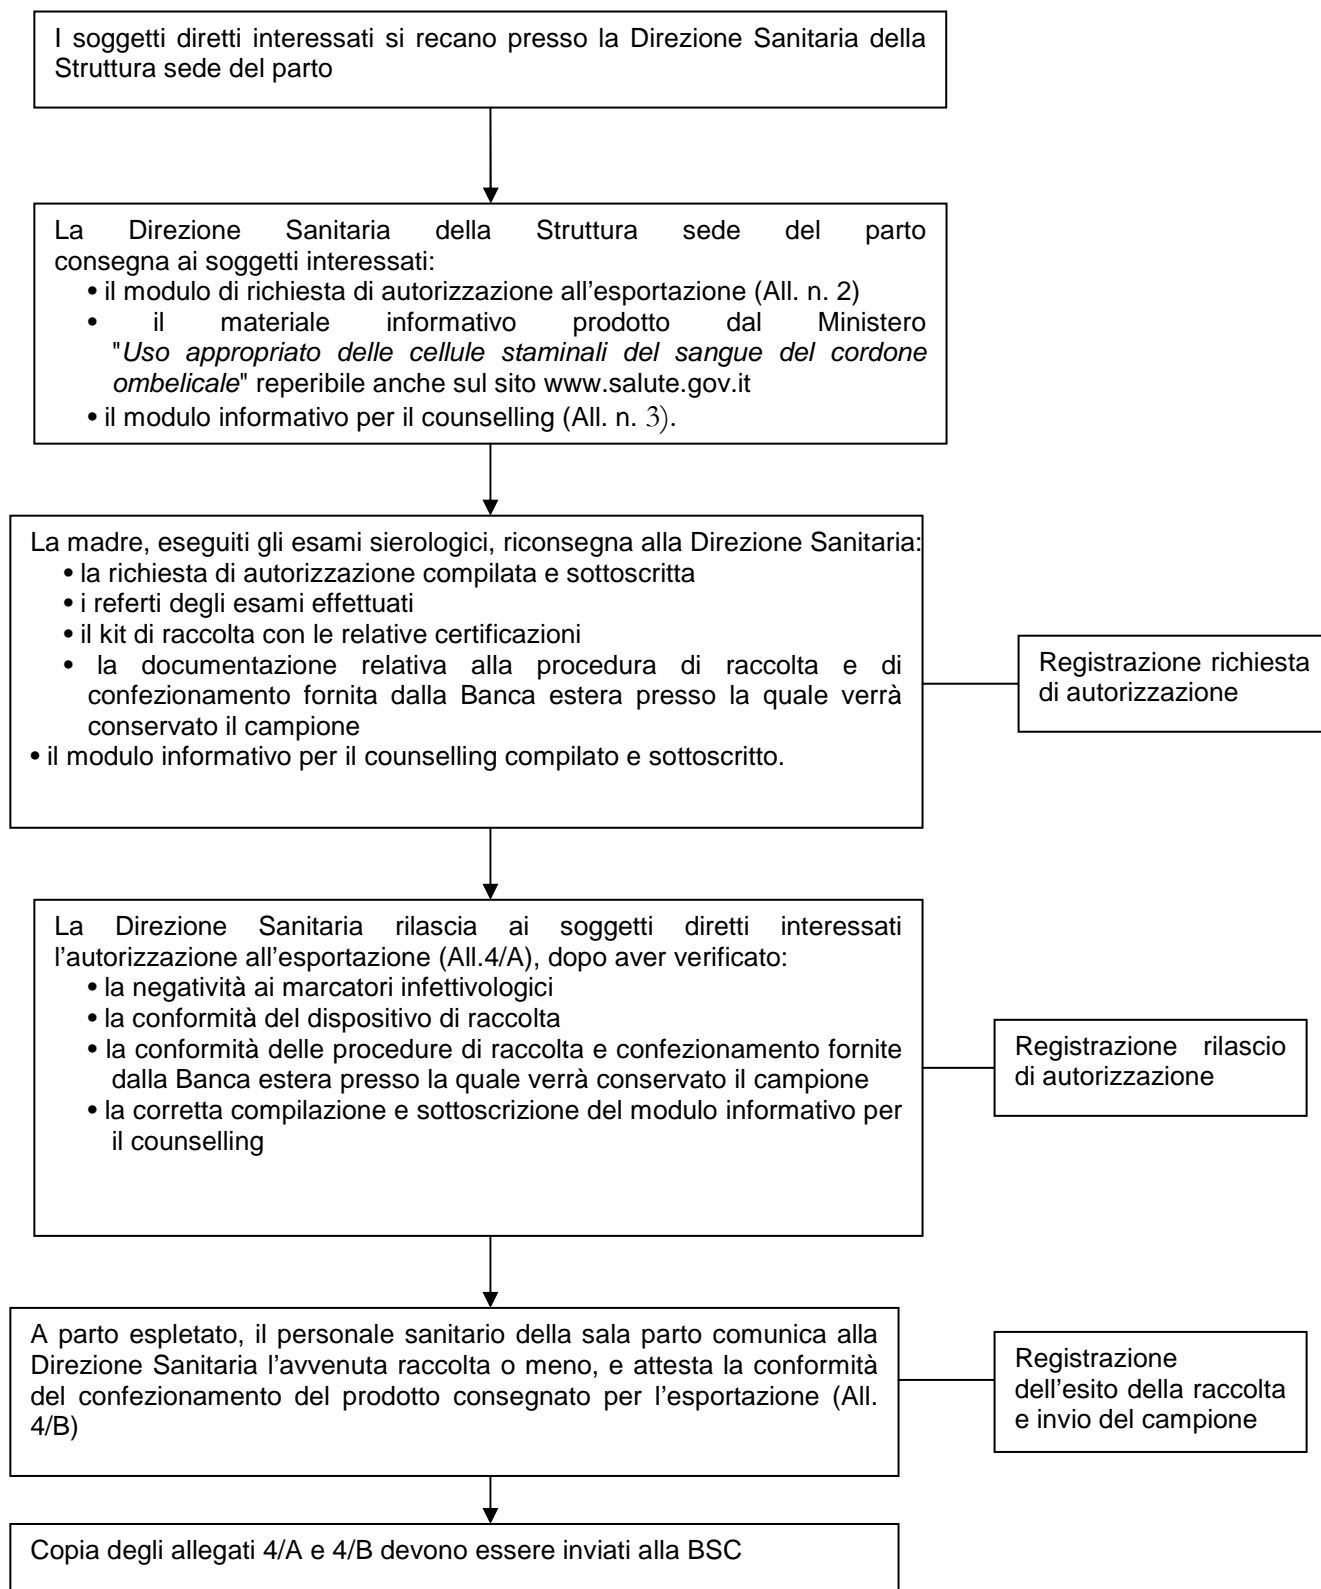 I soggetti diretti interessati si recano presso la Direzione Sanitaria della
Struttura sede del parto
La Direzione Sanitaria della Struttura sede del parto
consegna ai soggetti interessati:
• il modulo di richiesta di autorizzazione all’esportazione (All. n. 2)
• il materiale informativo prodotto dal Ministero
"Uso appropriato delle cellule staminali del sangue del cordone
ombelicale" reperibile anche sul sito www.salute.gov.it
• il modulo informativo per il counselling (All. n. 3).
La madre, eseguiti gli esami sierologici, riconsegna alla Direzione Sanitaria:
• la richiesta di autorizzazione compilata e sottoscritta
• i referti degli esami effettuati
• il kit di raccolta con le relative certificazioni
• la documentazione relativa alla procedura di raccolta e di
confezionamento fornita dalla Banca estera presso la quale verrà
conservato il campione
• il modulo informativo per il counselling compilato e sottoscritto.
Registrazione richiesta
di autorizzazione
La Direzione Sanitaria rilascia ai soggetti diretti interessati
l’autorizzazione all’esportazione (All.4/A), dopo aver verificato:
• la negatività ai marcatori infettivologici
• la conformità del dispositivo di raccolta
• la conformità delle procedure di raccolta e confezionamento fornite
dalla Banca estera presso la quale verrà conservato il campione
• la corretta compilazione e sottoscrizione del modulo informativo per
il counselling
Registrazione rilascio
di autorizzazione
A parto espletato, il personale sanitario della sala parto comunica alla
Direzione Sanitaria l’avvenuta raccolta o meno, e attesta la conformità
del confezionamento del prodotto consegnato per l’esportazione (All.
4/B)
Registrazione
dell’esito della raccolta
e invio del campione
Copia degli allegati 4/A e 4/B devono essere inviati alla BSC